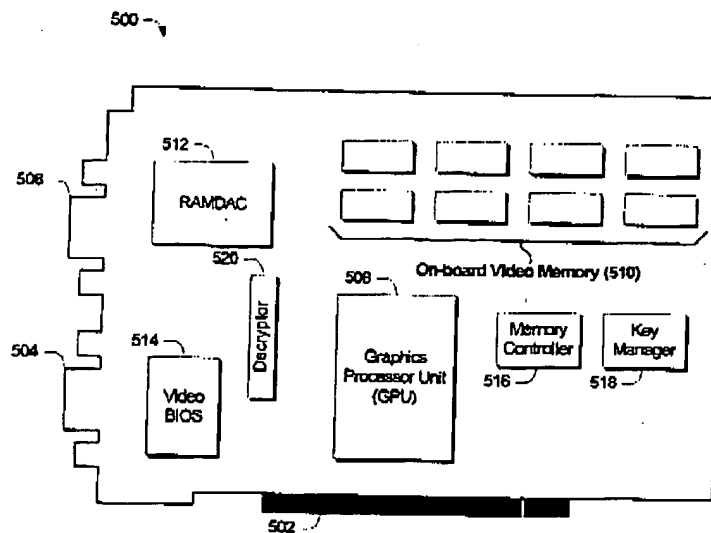 500
512
RAMDAC
506
520
On-board Video Memory (510)
508
Decryptor
Graphics
Processor Unit
(GPU)
Memory
Controller
516
Key
Manager
518
504
514
Video
BIOS
502